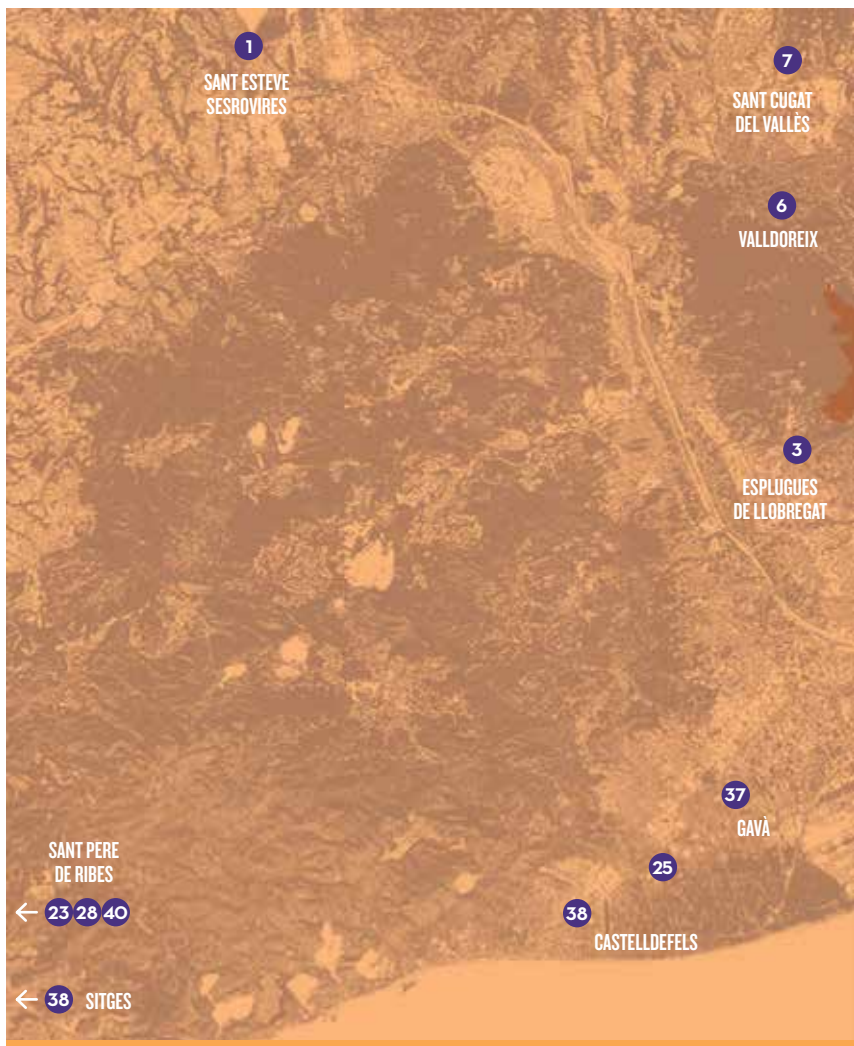 1
SANT ESTEVE
SESROVIRES
7
SANT CUGAT
DEL VALLÈS
6
VALLDOREIX
3
ESPLUGUES
DE LLOBREGAT
37
GAVÀ
25
38
CASTELLDEFELS
SANT PERE
DE RIBES
← 23 28 40
← 38 SITGES